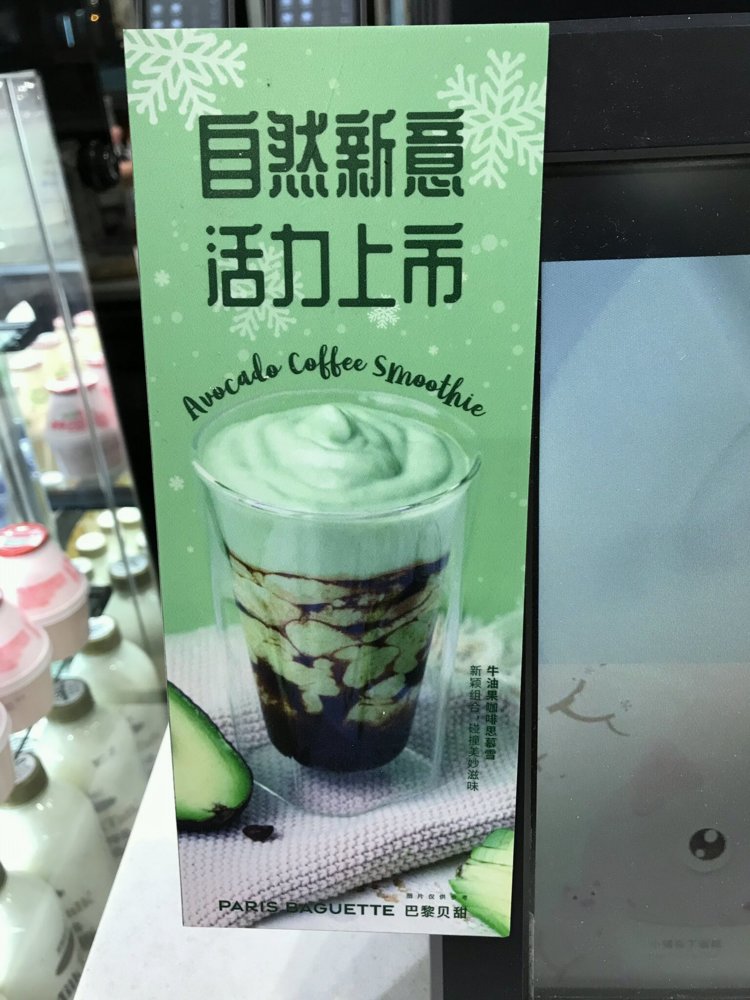 自然新意
活力上市
Avocado Coffee Smoothie
牛油果咖啡思慕雪
新颖组合，碰撞美妙滋味
PARIS BAGUETTE 巴黎贝甜